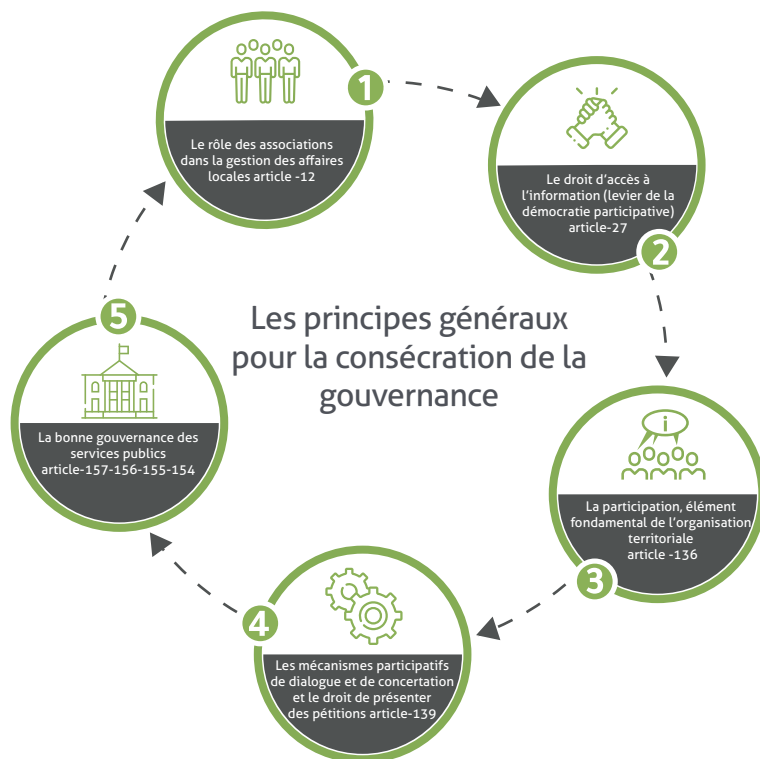 1
Le rôle des associations
dans la gestion des affaires
locales article -12
Le droit d'accès à
l'information (levier de la
démocratie participative)
article-27
2
5
Les principes généraux
pour la consécration de la
gouvernance
La bonne gouvernance des
services publics
article-157-156-155-154
i
La participation, élément
fondamental de l'organisation
territoriale
article -136
3
4
Les mécanismes participatifs
de dialogue et de concertation
et le droit de présenter
des pétitions article-139